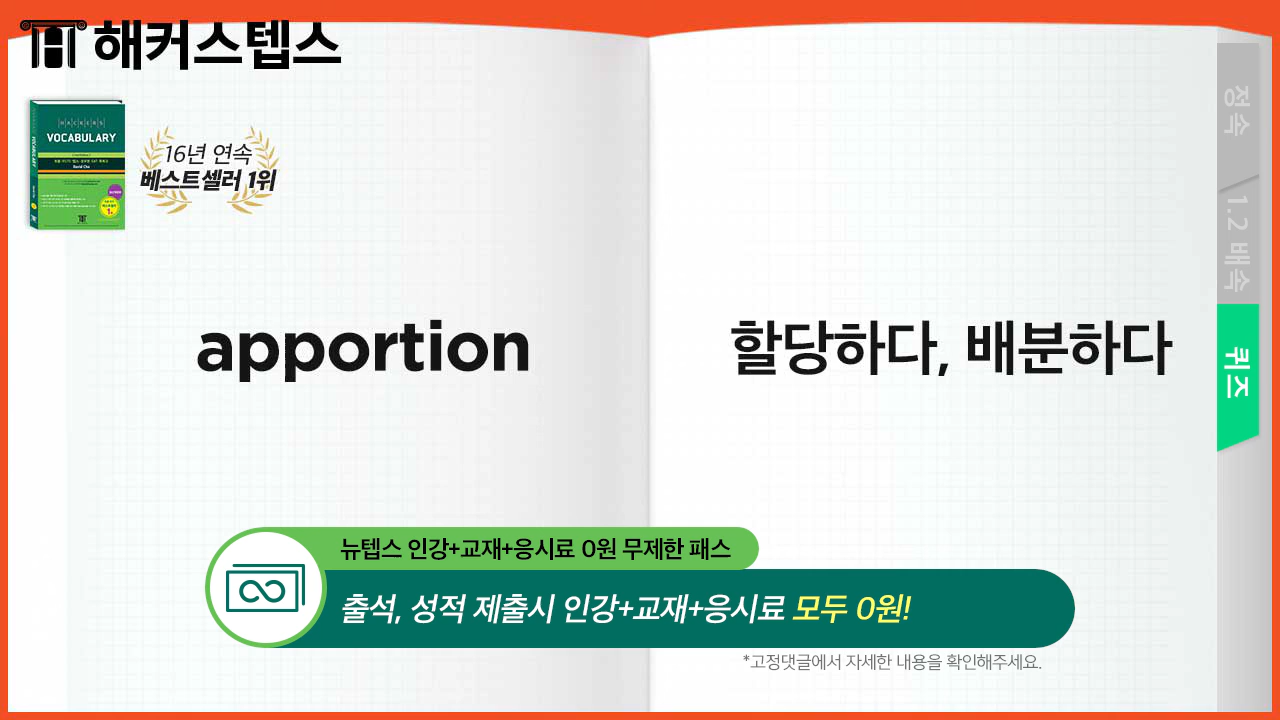 해커스텝스
HACKERS
VOCABULARY
David Cho
VOCABULARY
16년 연속
베스트셀러 1위
정속
1.2 배속
퀴즈
apportion
할당하다, 배분하다
뉴텝스 인강+교재+응시료 0원 무제한 패스
출석, 성적 제출시 인강+교재+응시료 모두 0원!
*고정댓글에서 자세한 내용을 확인해주세요.